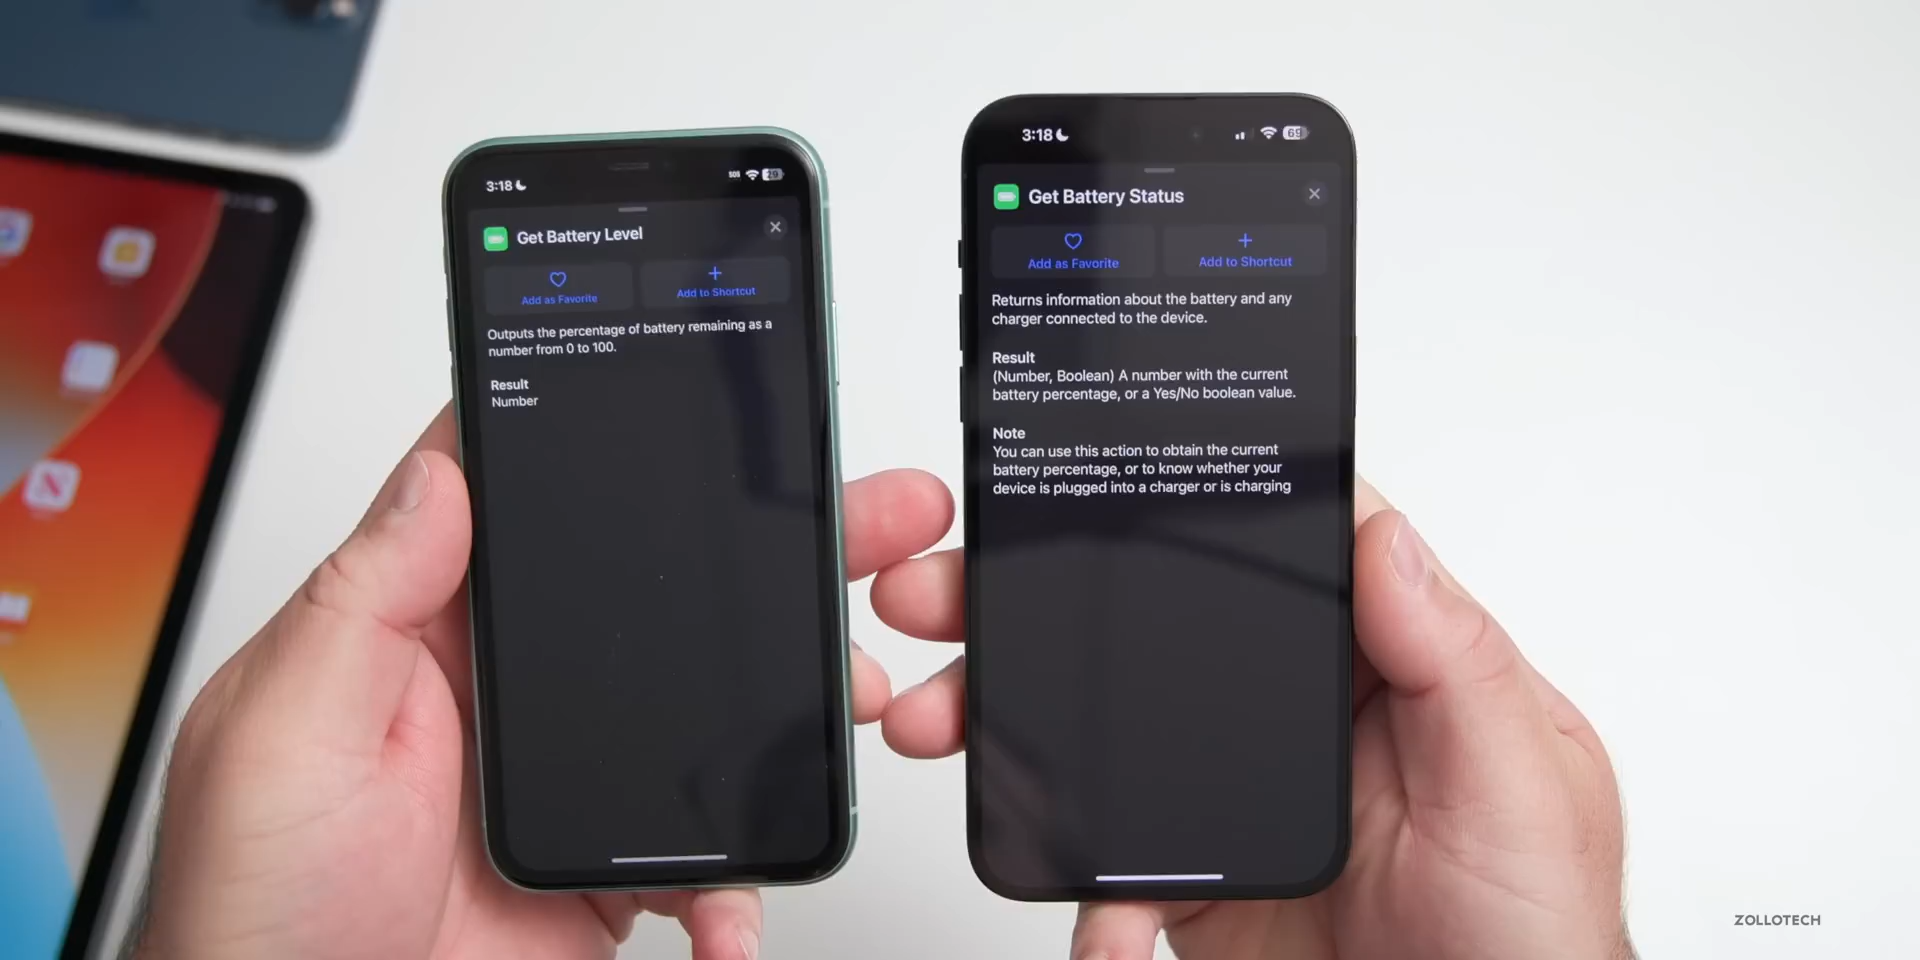 3:18
SOS
29
Get Battery Level
Add as Favorite
Add to Shortcut
Outputs the percentage of battery remaining as a
number from 0 to 100.
Result
Number
3:18
69
Get Battery Status
Add as Favorite
Add to Shortcut
Returns information about the battery and any
charger connected to the device.
Result
(Number, Boolean) A number with the current
battery percentage, or a Yes/No boolean value.
Note
You can use this action to obtain the current
battery percentage, or to know whether your
device is plugged into a charger or is charging
ZOLLOTECH